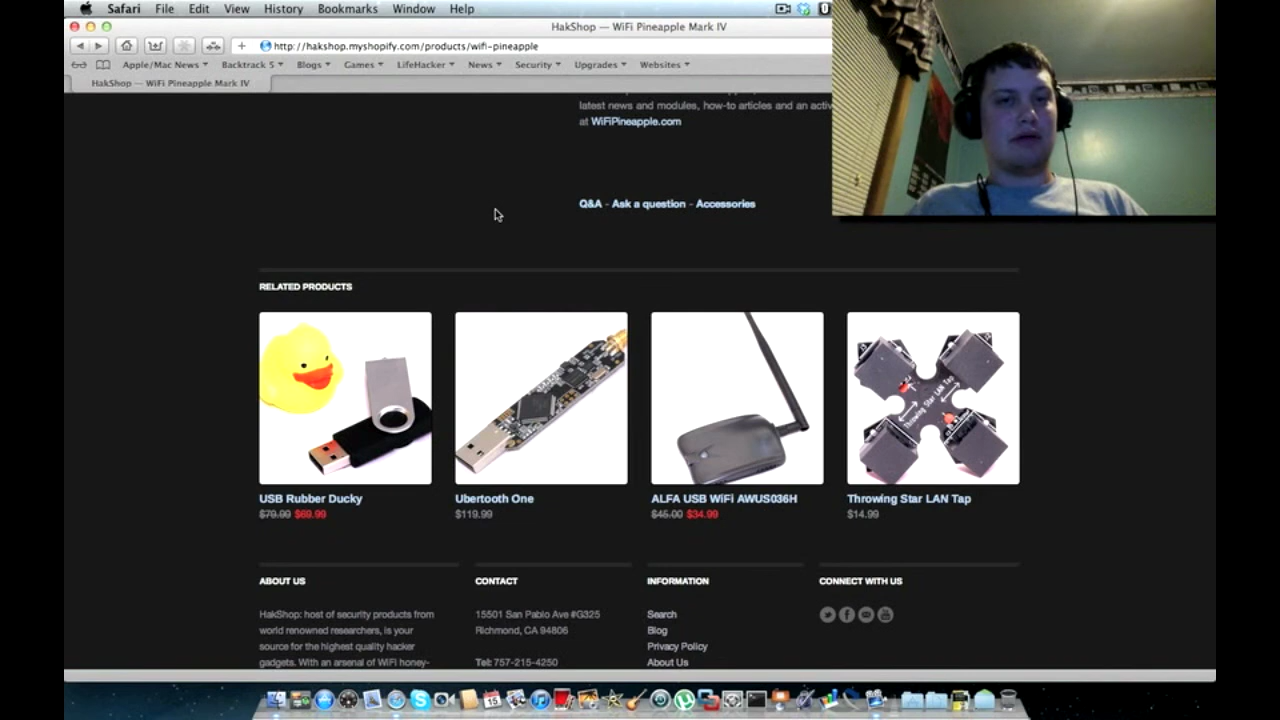 Safari File Edit View History Bookmarks Window Help
HakShop — WiFi Pineapple Mark IV
http://hakshop.myshopify.com/products/wifi-pineapple
Apple/Mac News Backtrack 5 Blogs Games LifeHacker News Security Upgrades Websites
HakShop — WiFi Pineapple Mark IV
latest news and modules, how-to articles and an activ
at WiFiPineapple.com
Q&A - Ask a question - Accessories
RELATED PRODUCTS
Throwing Star LAN Tap
USB Rubber Ducky
$79.99 $69.99
Ubertooth One
$119.99
ALFA USB WiFi AWUS036H
$45.00 $34.99
Throwing Star LAN Tap
$14.99
ABOUT US
HakShop: host of security products from
world renowned researchers, is your
source for the highest quality hacker
gadgets. With an arsenal of WiFi honey-
CONTACT
15501 San Pablo Ave #G325
Richmond, CA 94806
Tel: 757-215-4250
INFORMATION
Search
Blog
Privacy Policy
About Us
CONNECT WITH US
15